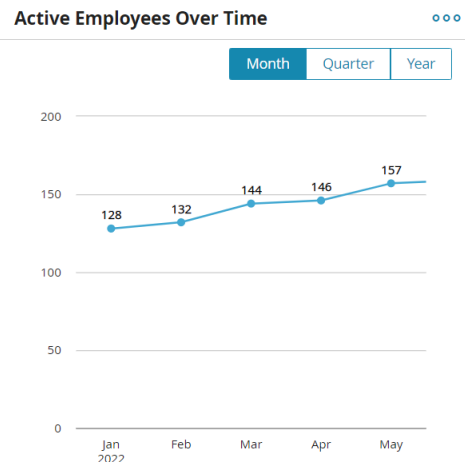 Active Employees Over Time
Month Quarter Year
200
150
100
50
0
128 132 144 146 157
Jan Feb Mar Apr May
2022